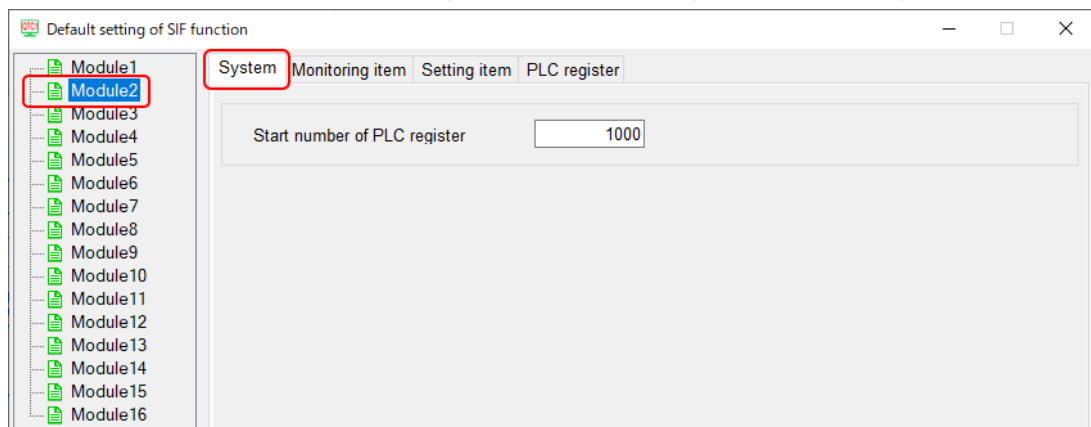 QTC1 Default setting of SIF function
Module1
Module2
Module3
Module4
Module5
Module6
Module7
Module8
Module9
Module10
Module11
Module12
Module13
Module14
Module15
Module16
System Monitoring item Setting item PLC register
Start number of PLC register 1000